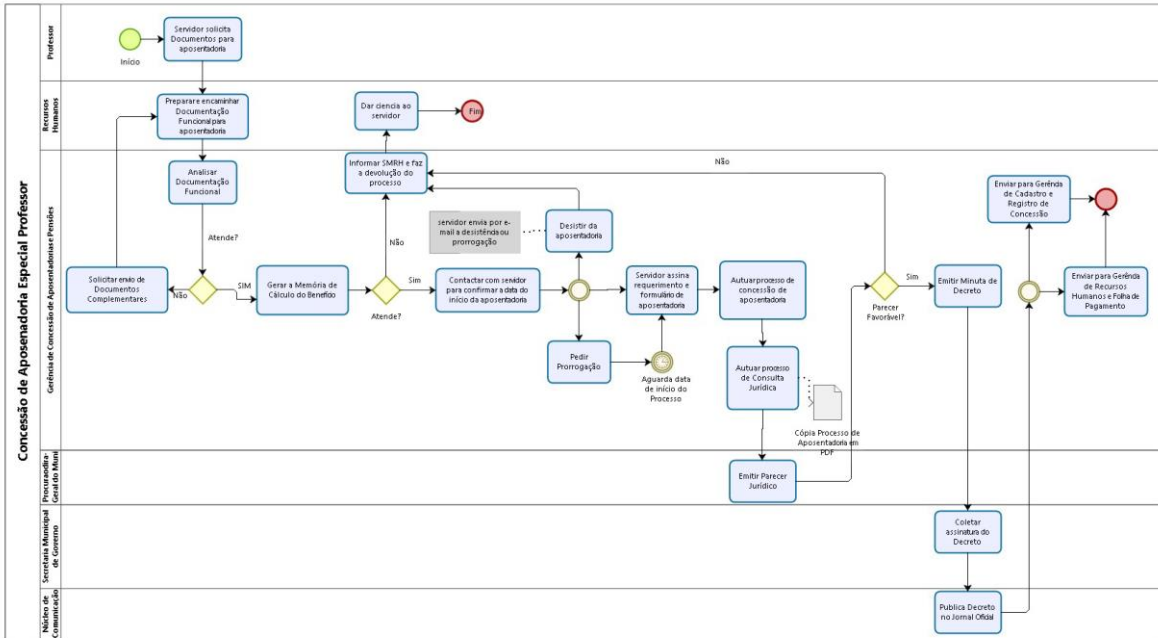 Concessão de Aposenadoria Especial Professor
Professor
Início
Servidor solicita
Documentos para
aposentadoria
Recursos
Humanos
Preparar e encaminhar
Documentação
Funcional para
aposentadoria
Dar ciencia ao
servidor
Fim
Gerência de Concessão de Aposentadorias e Pensões
Analisar
Documentação
Funcional
Atende?
Não
SIM
Solicitar envio de
Documentos
Complementares
Gerar a Memória de
Cálculo do Benefício
Informar SMRH e faz
a devolução do
processo
Não
Atende?
Sim
servidor envia por e-
mail a desistência ou
prorrogação
Desistir da
aposentadoria
Contactar com servidor
para confirmar a data do
início da aposentadoria
Pedir
Prorrogação
Aguarda data
de início do
Processo
Servidor assina
requerimento e
formulário de
aposentadoria
Autuar processo de
concessão de
aposentadoria
Autuar processo
de Consulta
Jurídica
Cópia Processo de
Aposentadoria em
PDF
Não
Parecer
Favorável?
Sim
Emitir Minuta de
Decreto
Enviar para Gerência
de Cadastro e
Registro de
Concessão
Enviar para Gerência
de Recursos
Humanos e Folha de
Pagamento
Procurandira-
Geral do Muni
Emitir Parecer
Jurídico
Secretaria Municipal
de Governo
Coletar
assinatura do
Decreto
Núcleo de
Comunicação
Publica Decreto
no Jornal Oficial